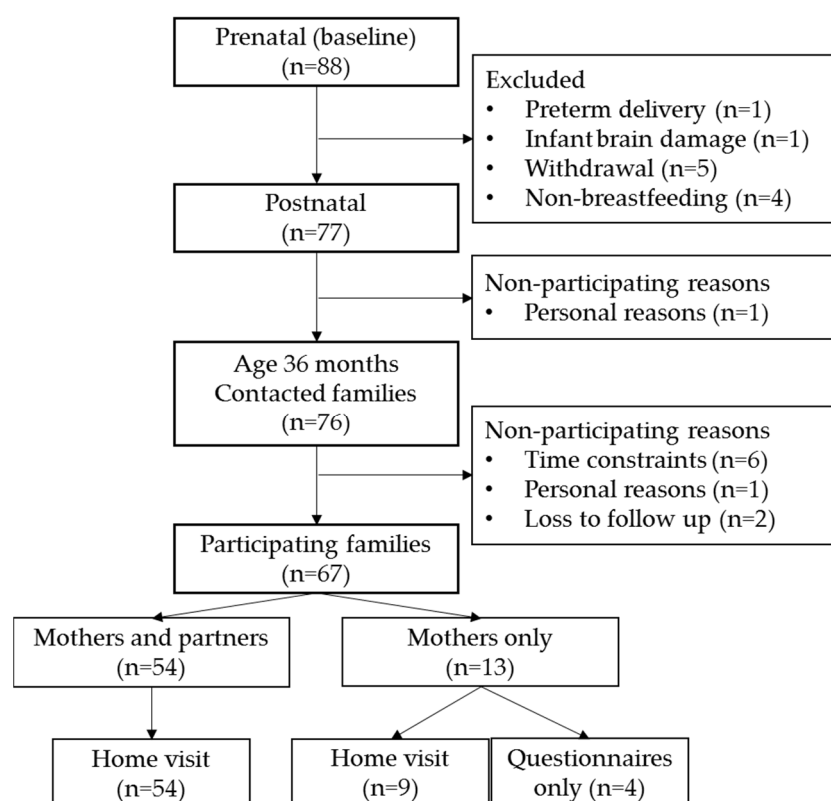 Prenatal (baseline)
(n=88)
Excluded
• Preterm delivery (n=1)
• Infant brain damage (n=1)
• Withdrawal (n=5)
• Non-breastfeeding (n=4)
Postnatal
(n=77)
Non-participating reasons
• Personal reasons (n=1)
Age 36 months
Contacted families
(n=76)
Non-participating reasons
• Time constraints (n=6)
• Personal reasons (n=1)
• Loss to follow up (n=2)
Participating families
(n=67)
Mothers and partners
(n=54)
Mothers only
(n=13)
Home visit
(n=54)
Home visit
(n=9)
Questionnaires
only (n=4)